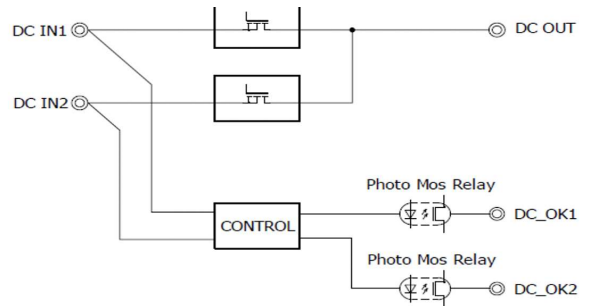 DC IN1
DC OUT
DC IN2
Photo Mos Relay
CONTROL
DC_OK1
Photo Mos Relay
DC_OK2